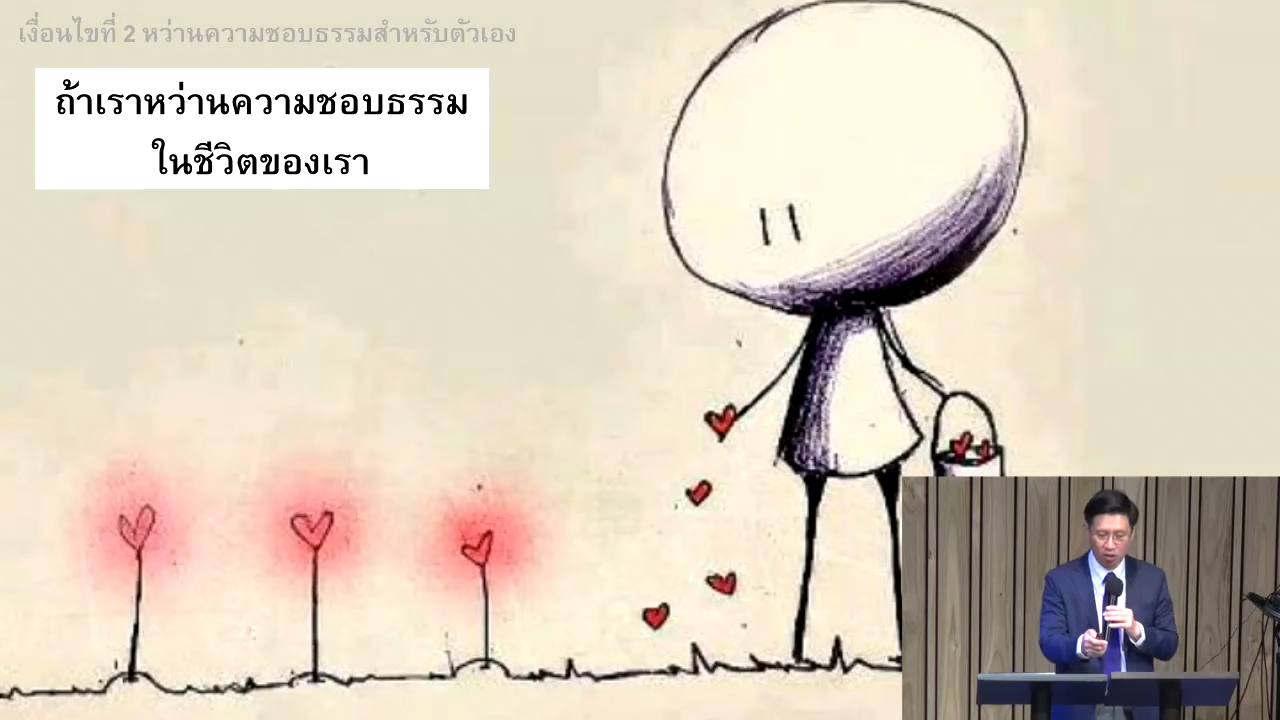 เงื่อนไขที่ 2 หว่านความชอบธรรมสำหรับตัวเอง
ถ้าเราหว่านความชอบธรรม
ในชีวิตของเรา